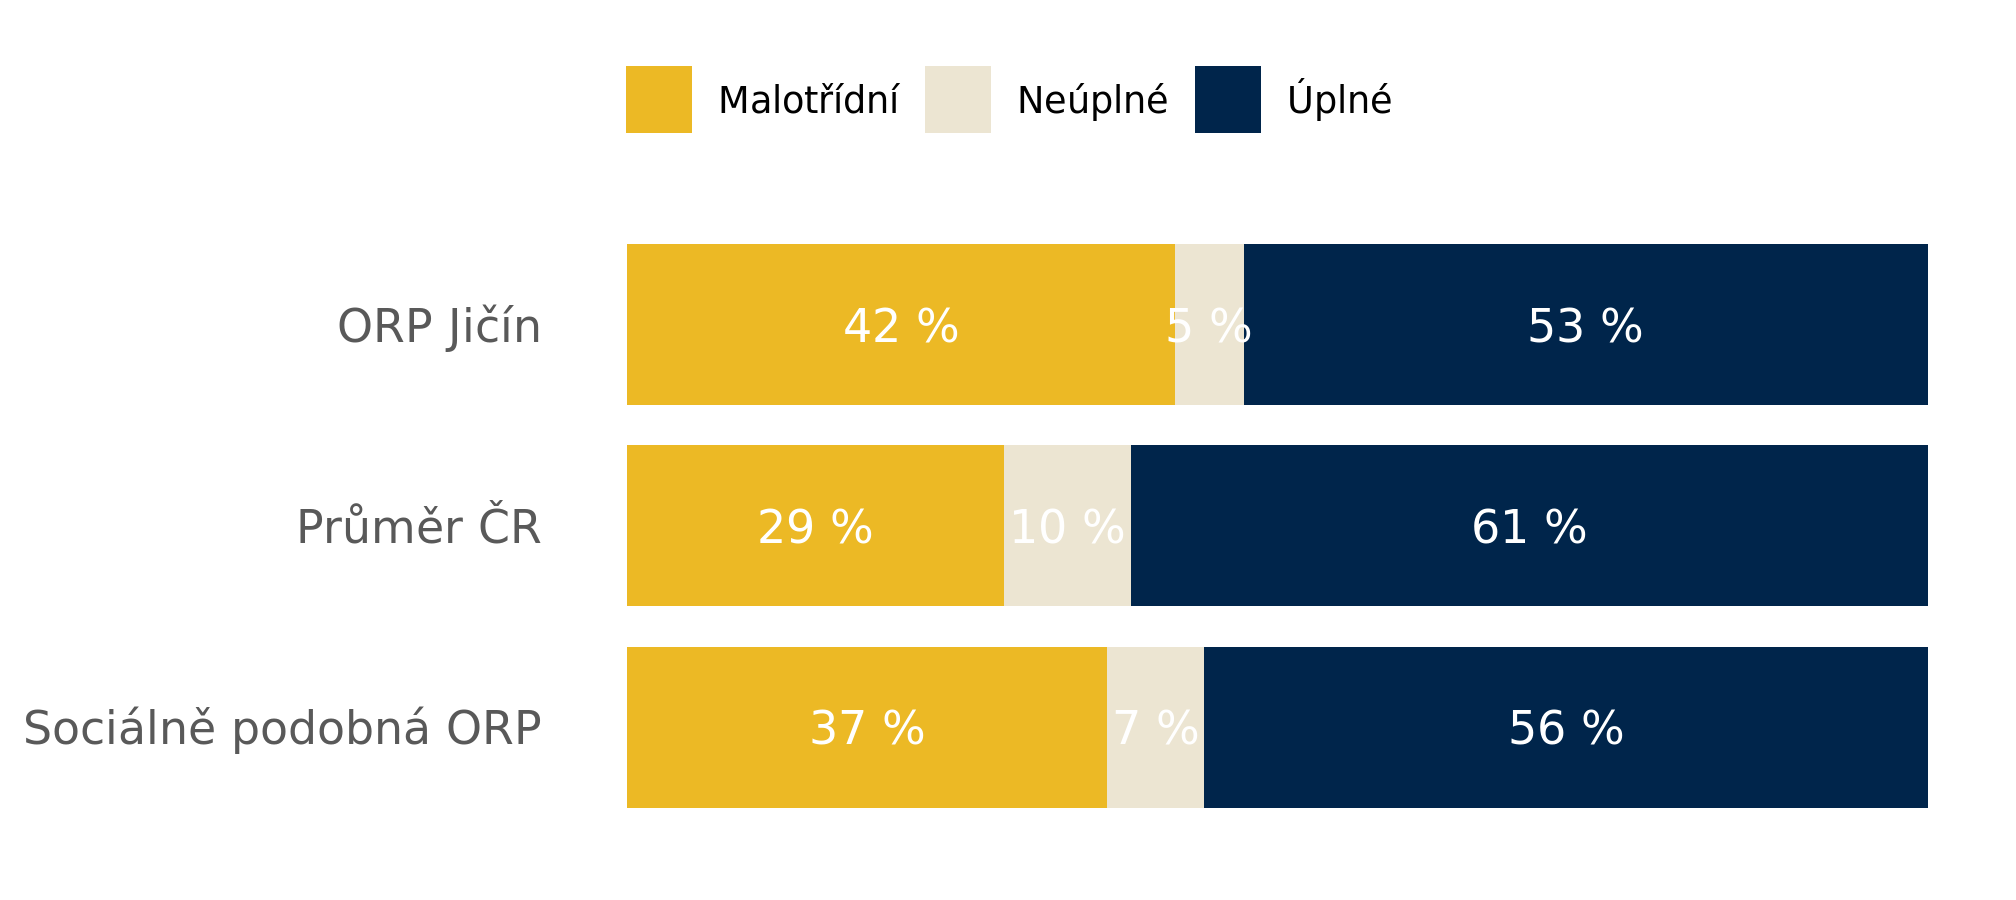 Malotřídní Neúplné Úplné
ORP Jičín 42 % 5 % 53 %
Průměr ČR 29 % 10 % 61 %
Sociálně podobná ORP 37 % 7 % 56 %